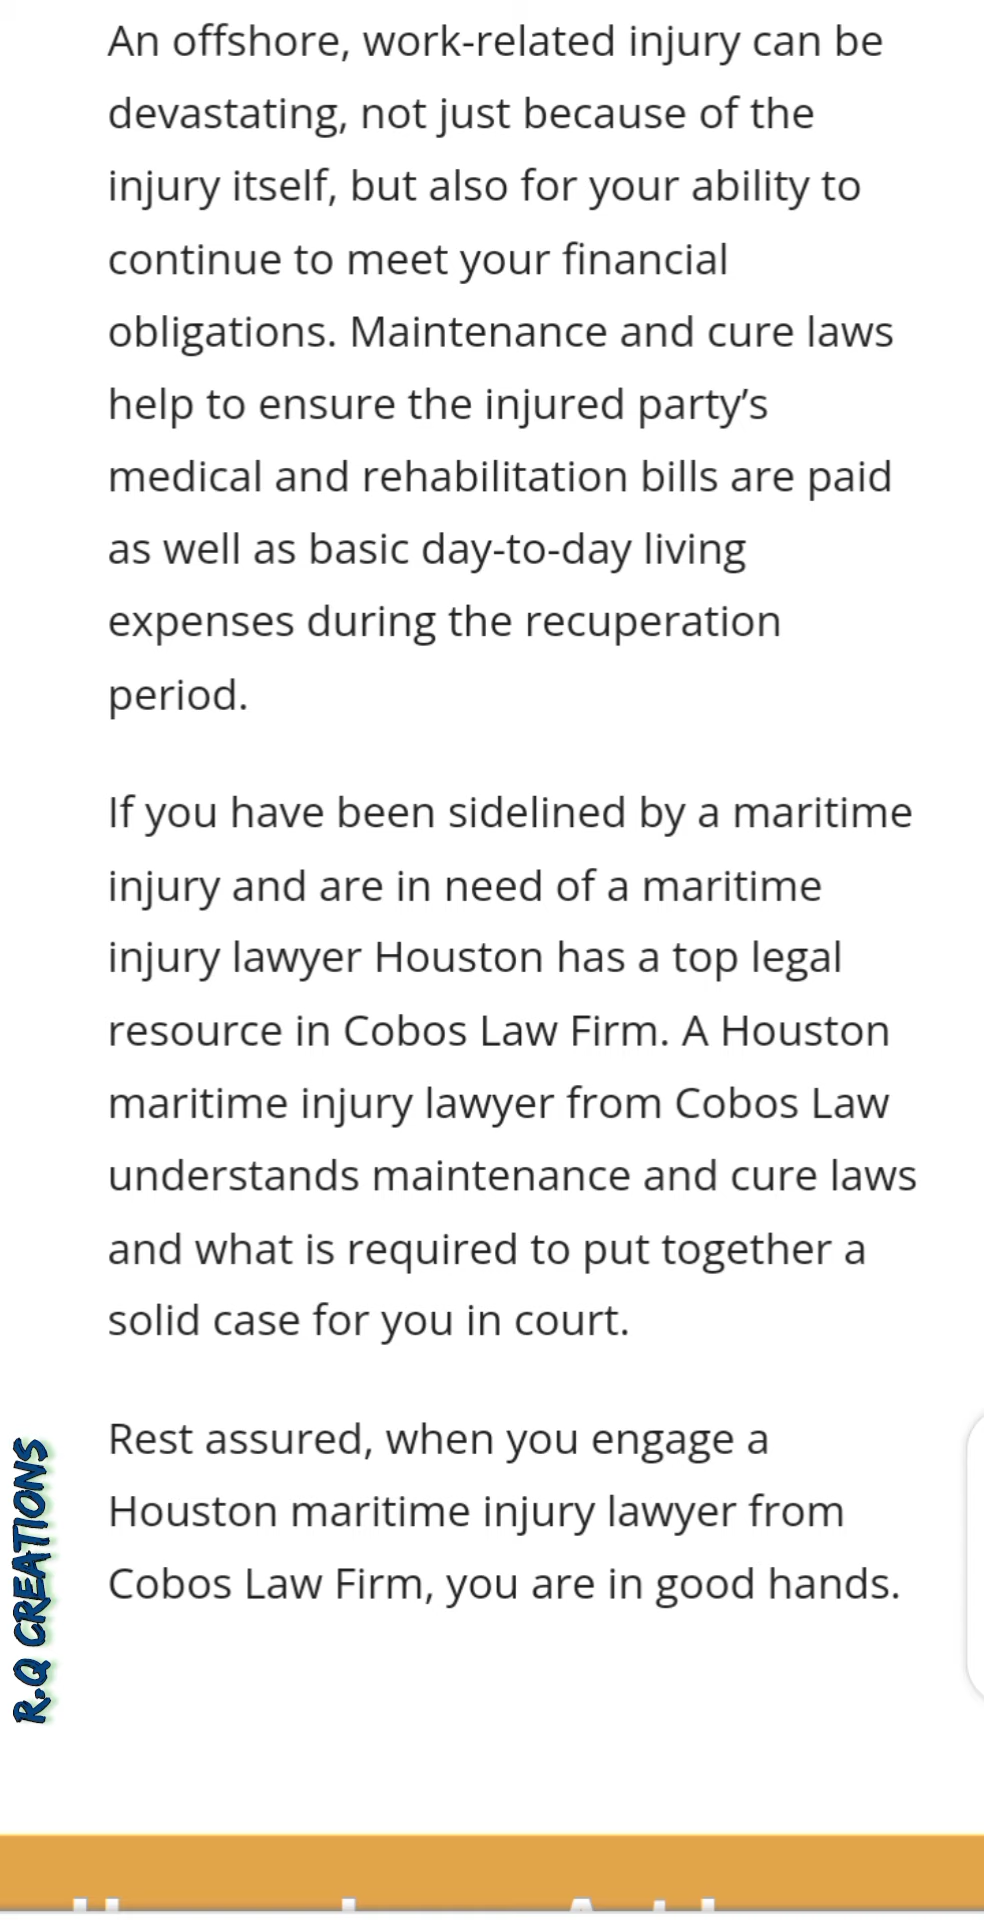 An offshore, work-related injury can be
devastating, not just because of the
injury itself, but also for your ability to
continue to meet your financial
obligations. Maintenance and cure laws
help to ensure the injured party’s
medical and rehabilitation bills are paid
as well as basic day-to-day living
expenses during the recuperation
period.
If you have been sidelined by a maritime
injury and are in need of a maritime
injury lawyer Houston has a top legal
resource in Cobos Law Firm. A Houston
maritime injury lawyer from Cobos Law
understands maintenance and cure laws
and what is required to put together a
solid case for you in court.
Rest assured, when you engage a
Houston maritime injury lawyer from
Cobos Law Firm, you are in good hands.
R.Q CREATIONS